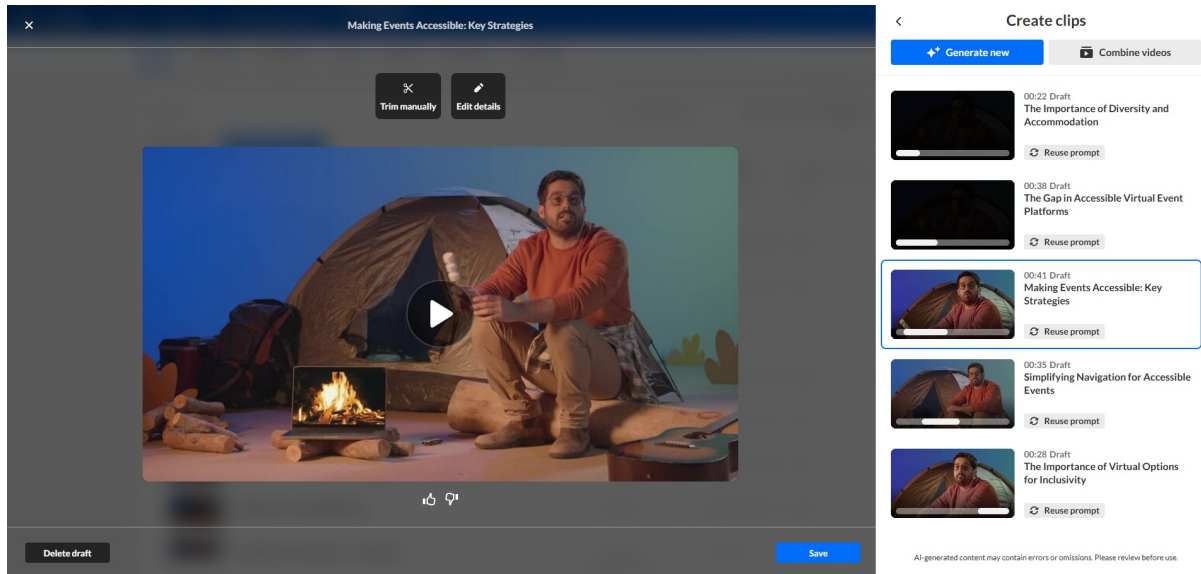 Making Events Accessible: Key Strategies
Trim manually
Edit details
Delete draft
Save
Create clips
Generate new
Combine videos
00:22 Draft
The Importance of Diversity and
Accommodation
Reuse prompt
00:38 Draft
The Gap in Accessible Virtual Event
Platforms
Reuse prompt
00:41 Draft
Making Events Accessible: Key
Strategies
Reuse prompt
00:35 Draft
Simplifying Navigation for Accessible
Events
Reuse prompt
00:28 Draft
The Importance of Virtual Options
for Inclusivity
Reuse prompt
AI-generated content may contain errors or omissions. Please review before use.